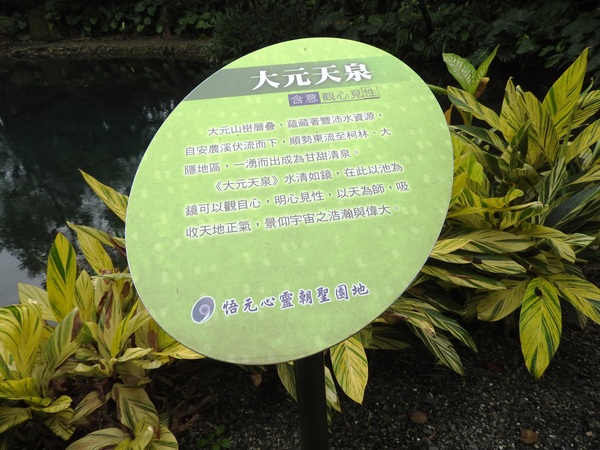 大元天泉
含意 觀心見性
大元山巒層疊，蘊藏著豐沛水資源，
自安農溪伏流而下，順勢東流至柯林、大
隱地區，一湧而出成為甘甜清泉。
《大元天泉》水清如鏡，在此以池為
鏡可以觀自心，明心見性，以天為師，吸
收天地正氣，景仰宇宙之浩瀚與偉大。
悟元心靈朝聖園地